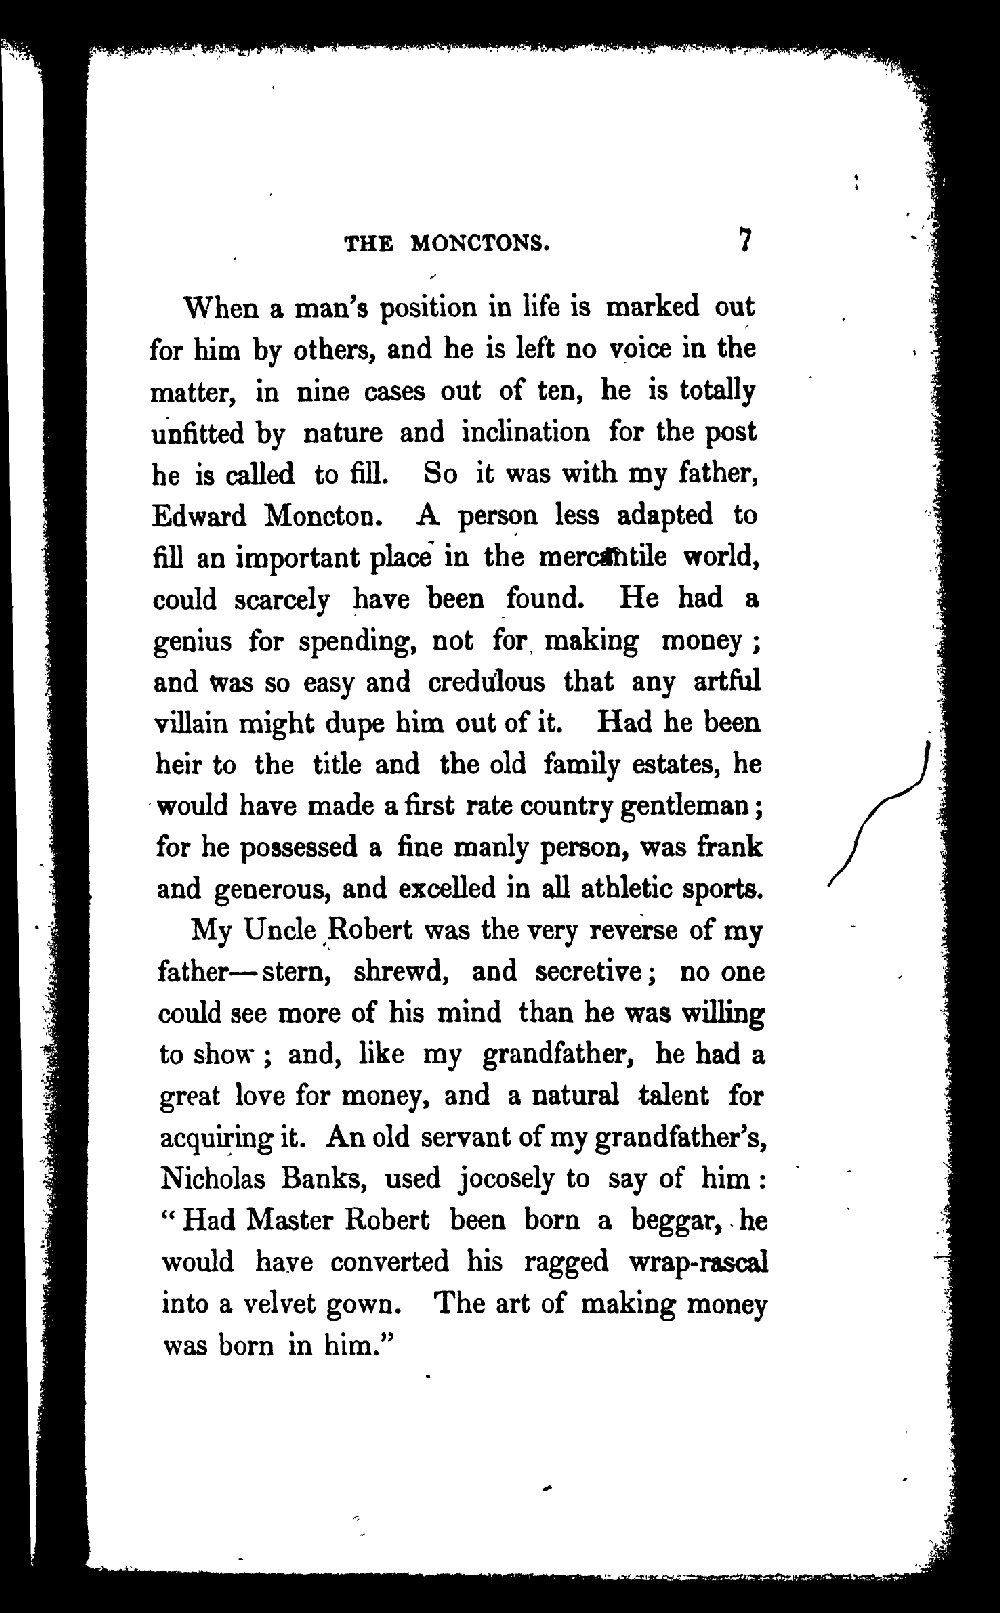 THE MONCTONS. 7
When a man's position in life is marked out
for him by others, and he is left no voice in the
matter, in nine cases out of ten, he is totally
unfitted by nature and inclination for the post
he is called to fill. So it was with my father,
Edward Moncton. A person less adapted to
fill an important place in the mercantile world,
could scarcely have been found. He had a
genius for spending, not for making money ;
and was so easy and credulous that any artful
villain might dupe him out of it. Had he been
heir to the title and the old family estates, he
would have made a first rate country gentleman ;
for he possessed a fine manly person, was frank
and generous, and excelled in all athletic sports.
My Uncle Robert was the very reverse of my
father—stern, shrewd, and secretive ; no one
could see more of his mind than he was willing
to show ; and, like my grandfather, he had a
great love for money, and a natural talent for
acquiring it. An old servant of my grandfather's,
Nicholas Banks, used jocosely to say of him :
“ Had Master Robert been born a beggar, he
would have converted his ragged wrap-rascal
into a velvet gown. The art of making money
was born in him.”